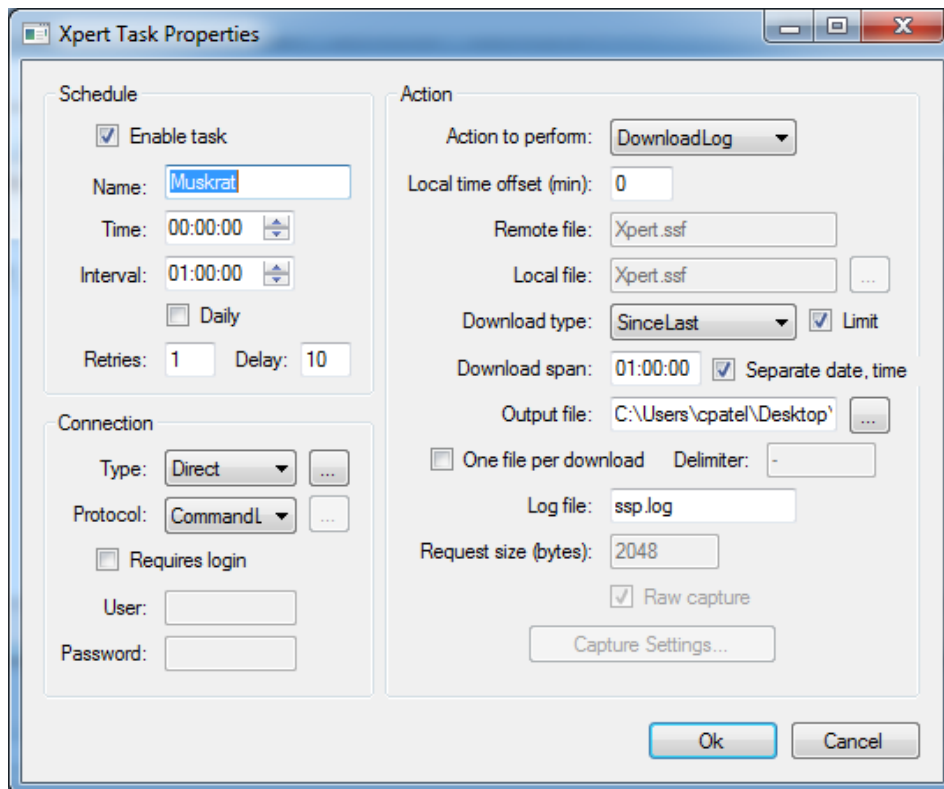 Xpert Task Properties
Schedule
Enable task
Name: Muskrat
Time: 00:00:00
Interval: 01:00:00
Daily
Retries: 1 Delay: 10
Connection
Type: Direct ...
Protocol: CommandL ...
Requires login
User:
Password:
Action
Action to perform: DownloadLog
Local time offset (min): 0
Remote file: Xpert.ssf
Local file: Xpert.ssf ...
Download type: SinceLast Limit
Download span: 01:00:00 Separate date, time
Output file: C:\Users\cpatel\Desktop\ ...
One file per download Delimiter: -
Log file: ssp.log
Request size (bytes): 2048
Raw capture
Capture Settings...
Ok Cancel